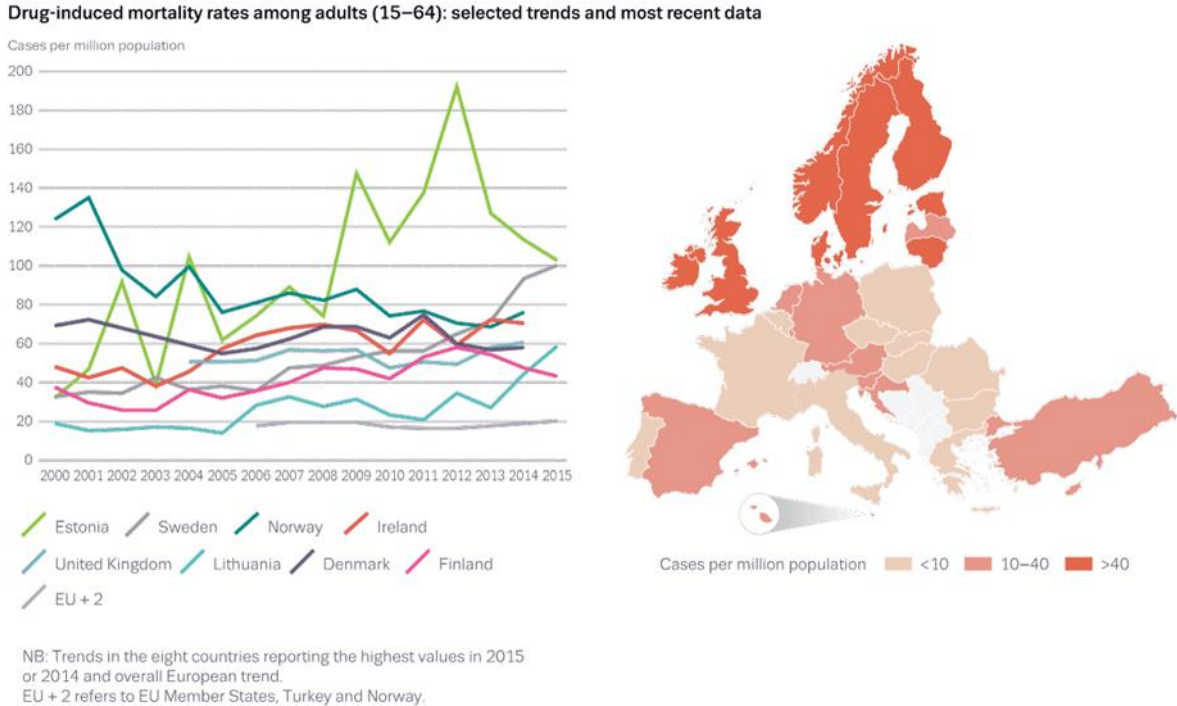 Drug-induced mortality rates among adults (15–64): selected trends and most recent data
Cases per million population
200
180
160
140
120
100
80
60
40
20
0
2000 2001 2002 2003 2004 2005 2006 2007 2008 2009 2010 2011 2012 2013 2014 2015
Estonia Sweden Norway Ireland
United Kingdom Lithuania Denmark Finland
EU + 2
Cases per million population <10 10–40 >40
NB: Trends in the eight countries reporting the highest values in 2015
or 2014 and overall European trend.
EU + 2 refers to EU Member States, Turkey and Norway.